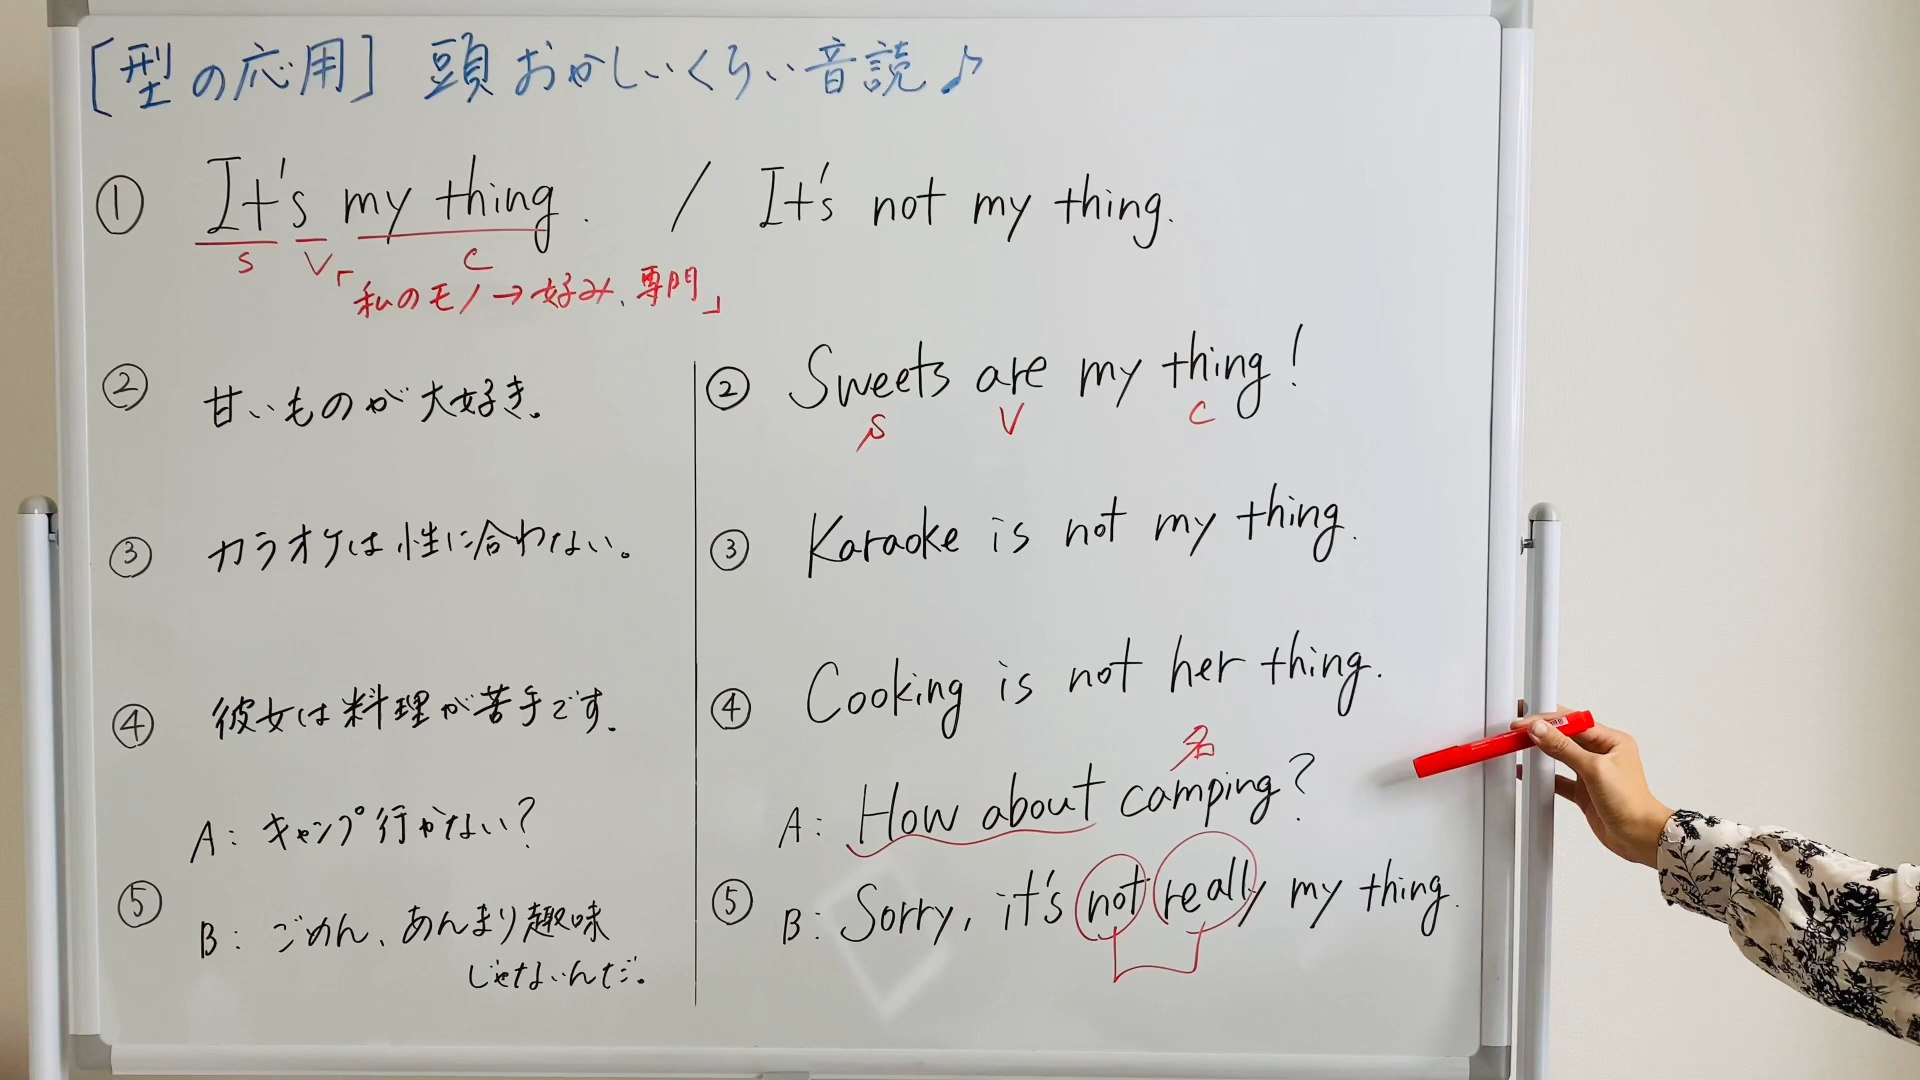 [型の応用] 頭おかしいくらい音読♪
① It's my thing. / It's not my thing.
S V C
「私のモノ→好み、専門」
② 甘いものが大好き。
② Sweets are my thing!
S V C
③ カラオケは性に合わない。
③ Karaoke is not my thing.
④ 彼女は料理が苦手です。
④ Cooking is not her thing.
名
⑤ A: キャンプ行かない?
B: ごめん、あんまり趣味
じゃないんだ。
⑤ A: How about camping?
B: Sorry, it's not really my thing.